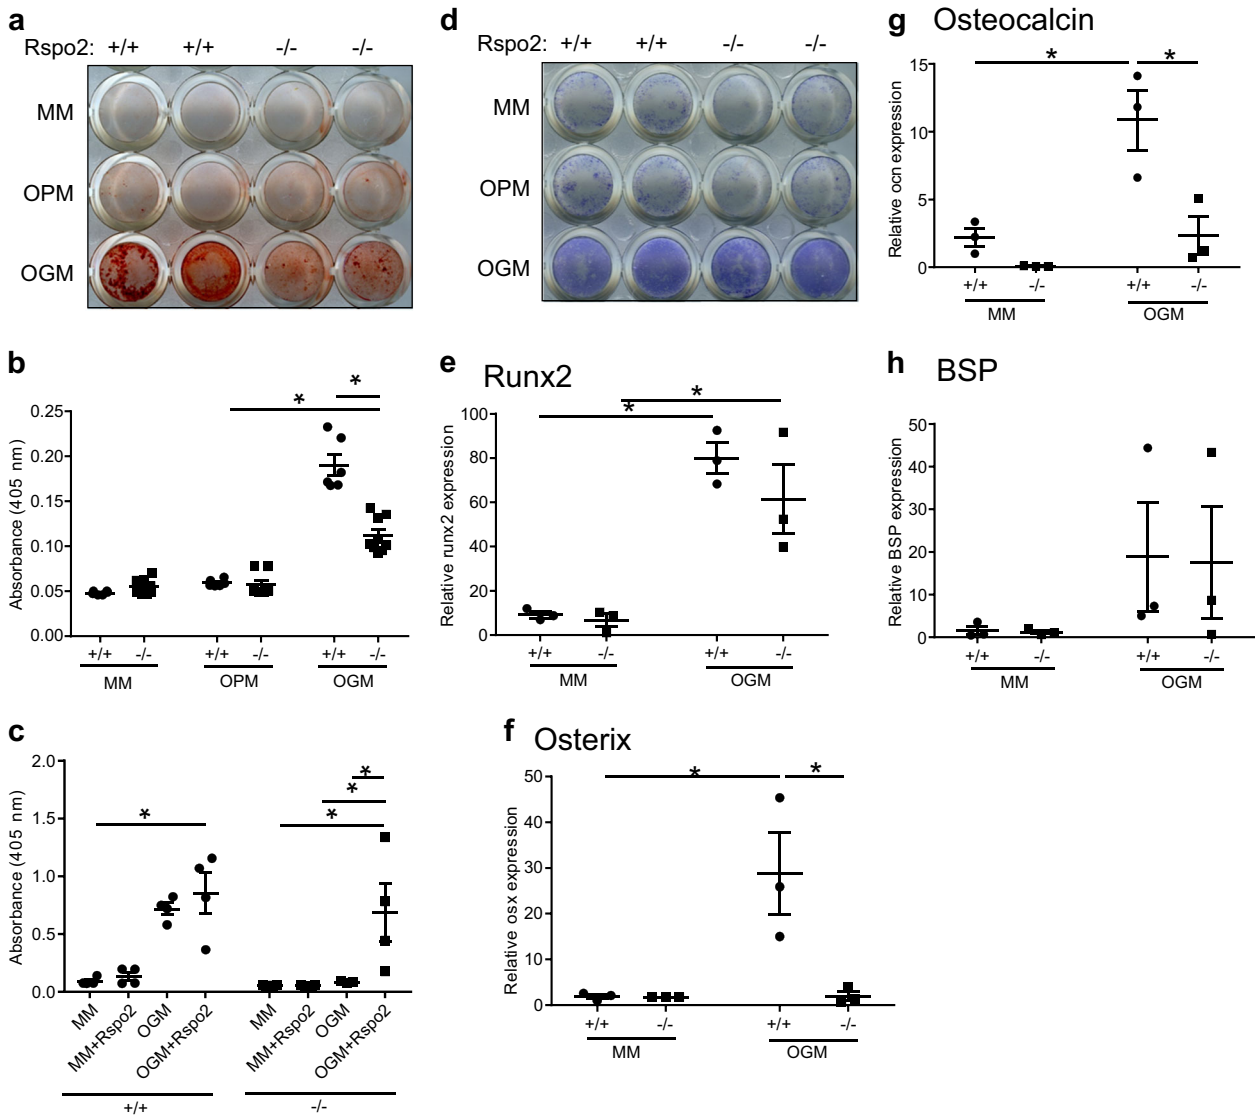 a
Rspo2: +/+ +/+ -/- -/-
MM
OPM
OGM
b
Absorbance (405 nm)
0.25
0.20
0.15
0.10
0.05
0.00
* *
+/+ -/- +/+ -/- +/+ -/-
MM OPM OGM
c
Absorbance (405 nm)
2.0
1.5
1.0
0.5
0.0
* * * *
MM MM+Rspo2 OGM OGM+Rspo2 MM MM+Rspo2 OGM OGM+Rspo2
+/+ -/-
d
Rspo2: +/+ +/+ -/- -/-
MM
OPM
OGM
e Runx2
Relative runx2 expression
100
80
60
40
20
0
* *
+/+ -/- +/+ -/-
MM OGM
f Osterix
Relative osx expression
50
40
30
20
10
0
* *
+/+ -/- +/+ -/-
MM OGM
g Osteocalcin
Relative ocn expression
15
10
5
0
* *
+/+ -/- +/+ -/-
MM OGM
h BSP
Relative BSP expression
50
40
30
20
10
0
+/+ -/- +/+ -/-
MM OGM